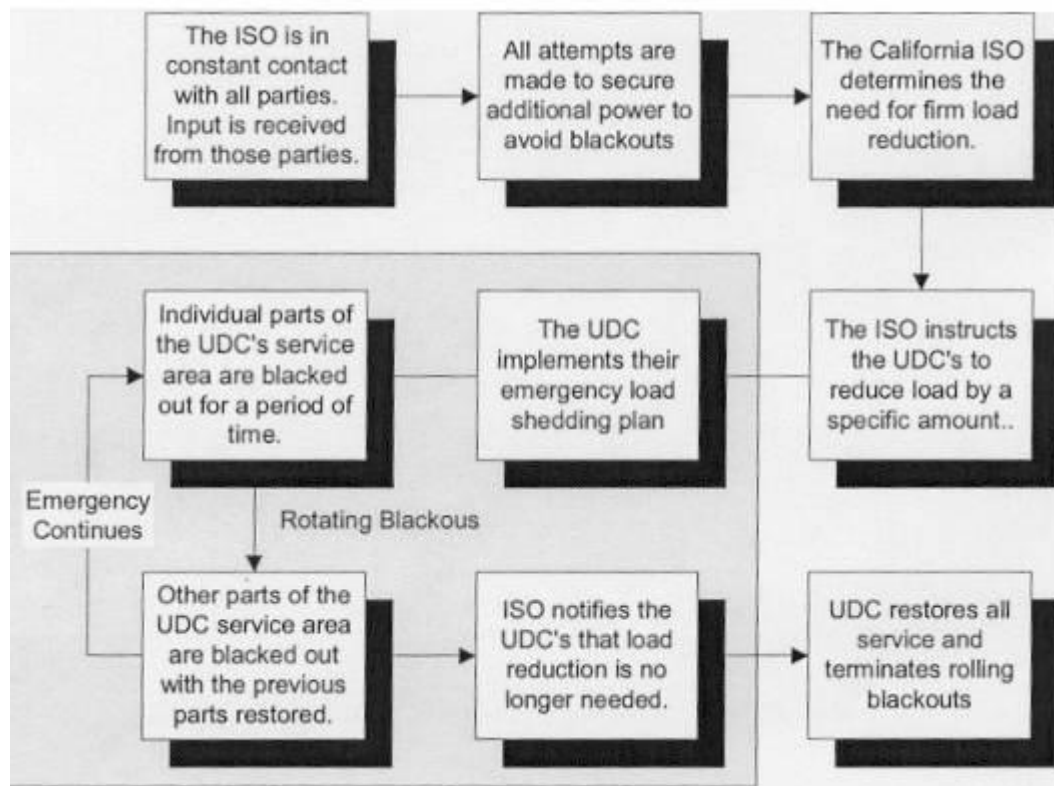 The ISO is in
constant contact
with all parties.
Input is received
from those parties.
All attempts are
made to secure
additional power to
avoid blackouts
The California ISO
determines the
need for firm load
reduction.
The ISO instructs
the UDC's to
reduce load by a
specific amount..
The UDC
implements their
emergency load
shedding plan
Individual parts of
the UDC's service
area are blacked
out for a period of
time.
Emergency
Continues
Rotating Blackous
Other parts of the
UDC service area
are blacked out
with the previous
parts restored.
ISO notifies the
UDC's that load
reduction is no
longer needed.
UDC restores all
service and
terminates rolling
blackouts